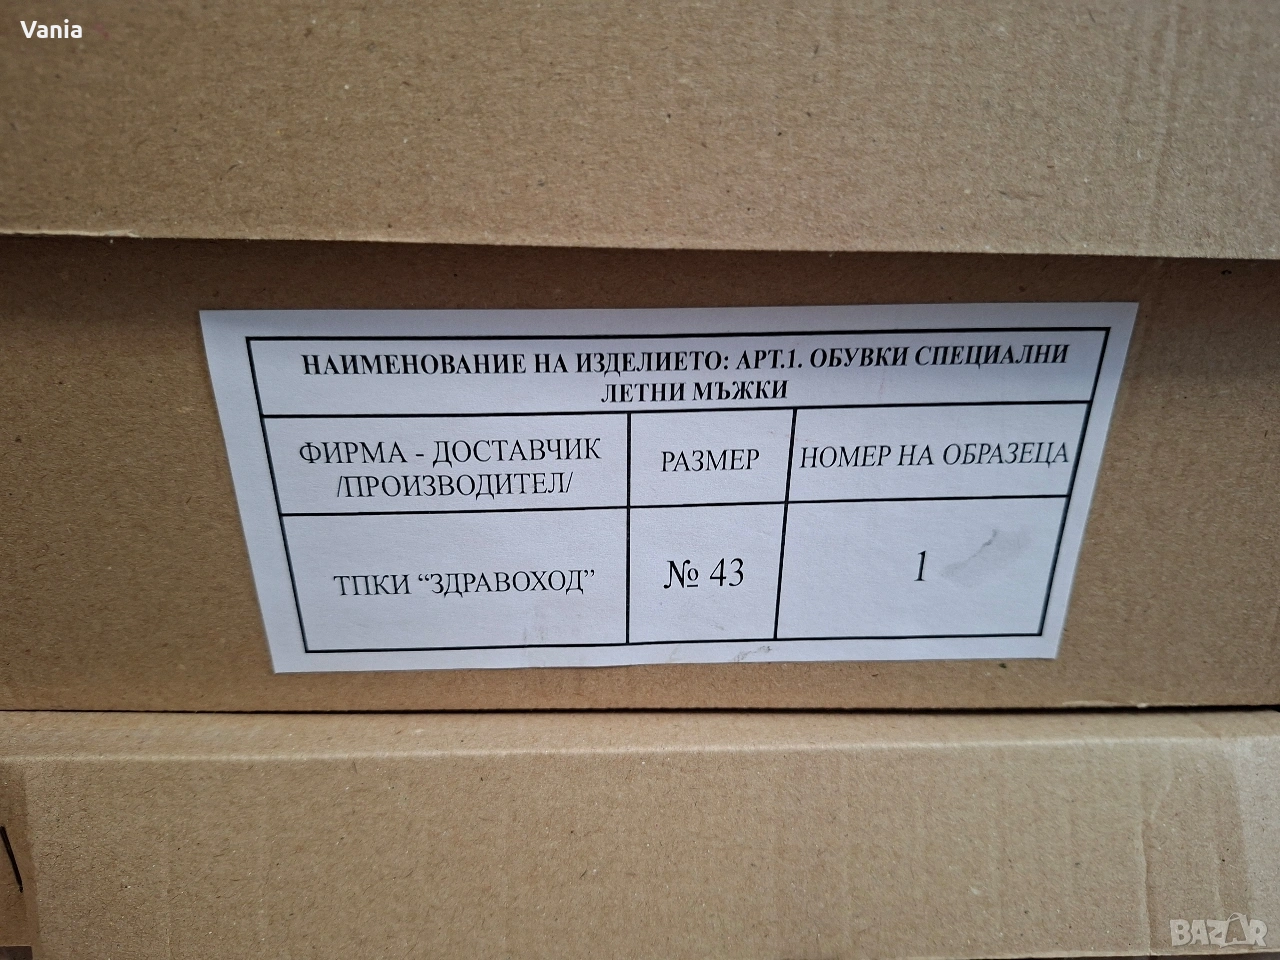 Vania
НАИМЕНОВАНИЕ НА ИЗДЕЛИЕТО: АРТ.1. ОБУВКИ СПЕЦИАЛНИ
ЛЕТНИ МЪЖКИ
ФИРМА - ДОСТАВЧИК
/ПРОИЗВОДИТЕЛ/
РАЗМЕР
НОМЕР НА ОБРАЗЕЦА
ТПКИ “ЗДРАВОХОД”
№ 43
1
BAZAR